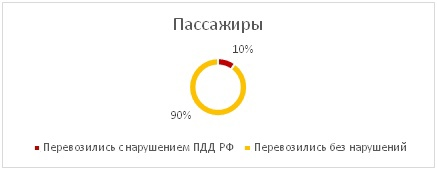 Пассажиры
10%
90%
Перевозились с нарушением ПДД РФ
Перевозились без нарушений